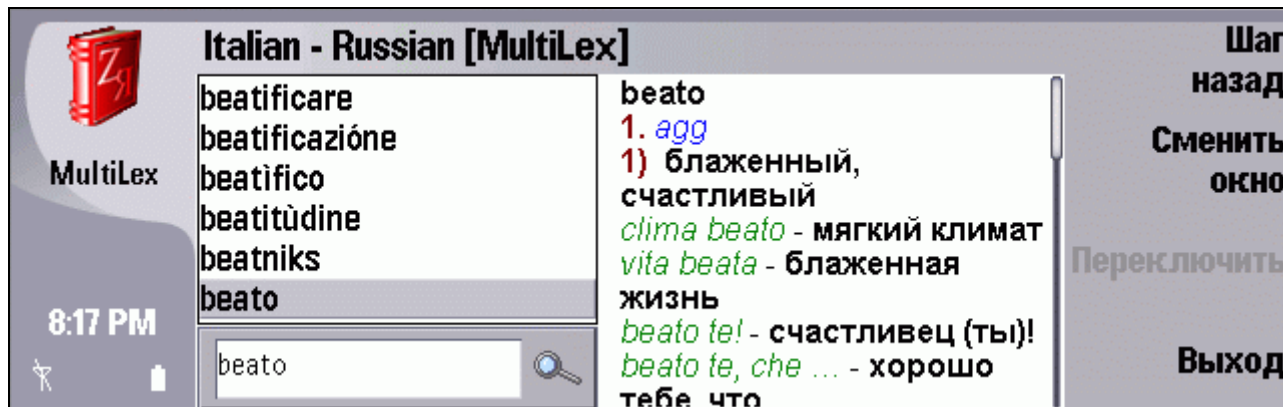 Italian - Russian [MultiLex]
MultiLex
8:17 PM
beatificare
beatificazióne
beatìfico
beatitùdine
beatniks
beato
beato
beato
1. agg
1) блаженный,
счастливый
clima beato - мягкий климат
vita beata - блаженная
жизнь
beato te! - счастливец (ты)!
beato te, che ... - хорошо
тебе, что
Шаг
назад
Сменить
окно
Переключить
Выход